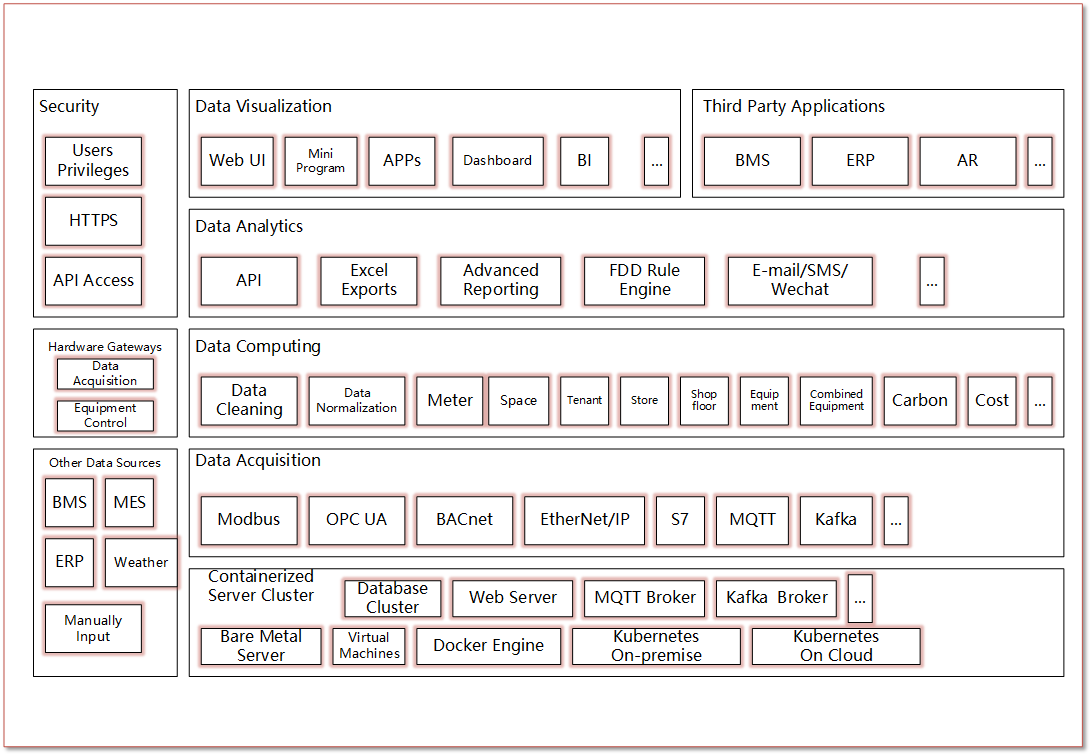 Security
Users
Privileges
HTTPS
API Access
Data Visualization
Web UI
Mini
Program
APPs
Dashboard
BI
...
Third Party Applications
BMS
ERP
AR
...
Data Analytics
API
Excel
Exports
Advanced
Reporting
FDD Rule
Engine
E-mail/SMS/
Wechat
...
Hardware Gateways
Data
Acquisition
Equipment
Control
Data Computing
Data
Cleaning
Data
Normalization
Meter
Space
Tenant
Store
Shop
floor
Equip
ment
Combined
Equipment
Carbon
Cost
...
Other Data Sources
BMS
MES
ERP
Weather
Manually
Input
Data Acquisition
Modbus
OPC UA
BACnet
EtherNet/IP
S7
MQTT
Kafka
...
Containerized
Server Cluster
Database
Cluster
Web Server
MQTT Broker
Kafka  Broker
...
Bare Metal
Server
Virtual
Machines
Docker Engine
Kubernetes
On-premise
Kubernetes
On Cloud